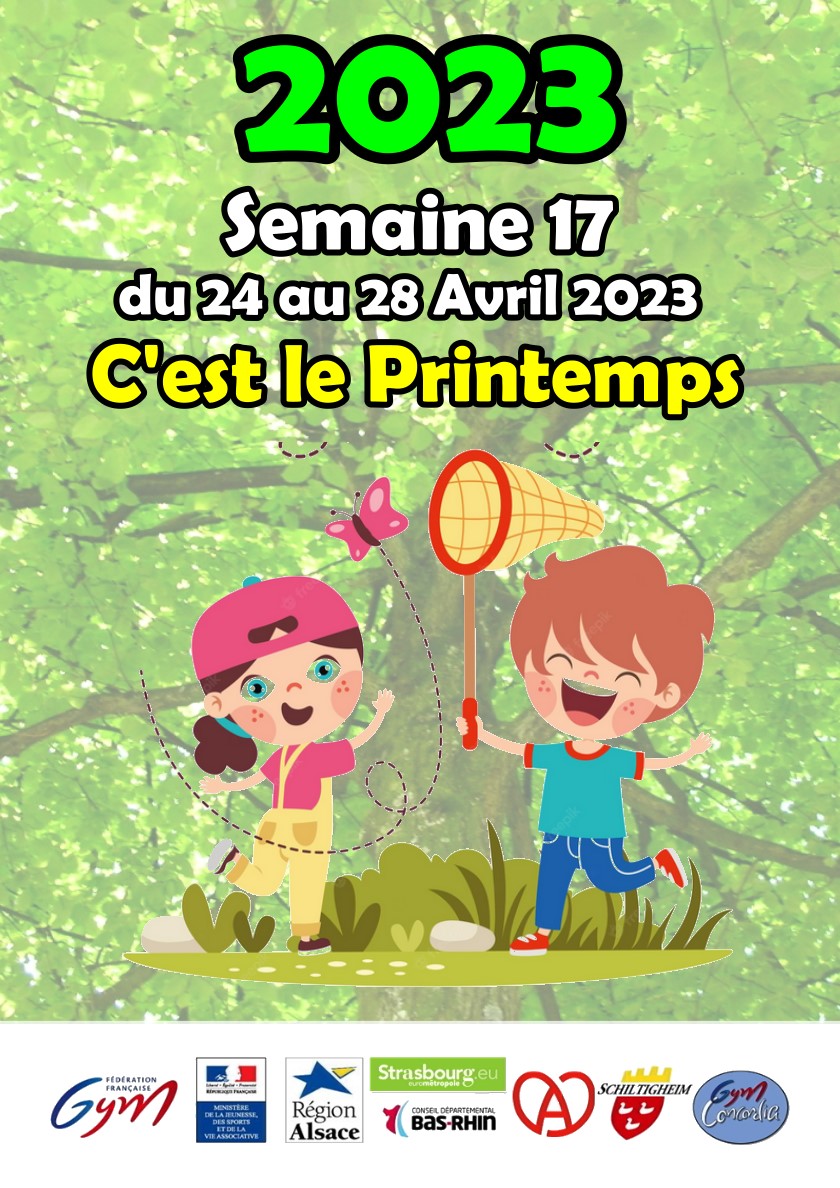 2023
Semaine 17
du 24 au 28 Avril 2023
C'est le Printemps
FÉDÉRATION
FRANÇAISE
Gym
Liberté • Égalité • Fraternité
RÉPUBLIQUE FRANÇAISE
MINISTÈRE
DE LA JEUNESSE,
DES SPORTS
ET DE LA
VIE ASSOCIATIVE
Région
Alsace
Strasbourg.eu
eurométropole
CONSEIL DÉPARTEMENTAL
BAS-RHIN
A
SCHILTIGHEIM
Gym
Concordia